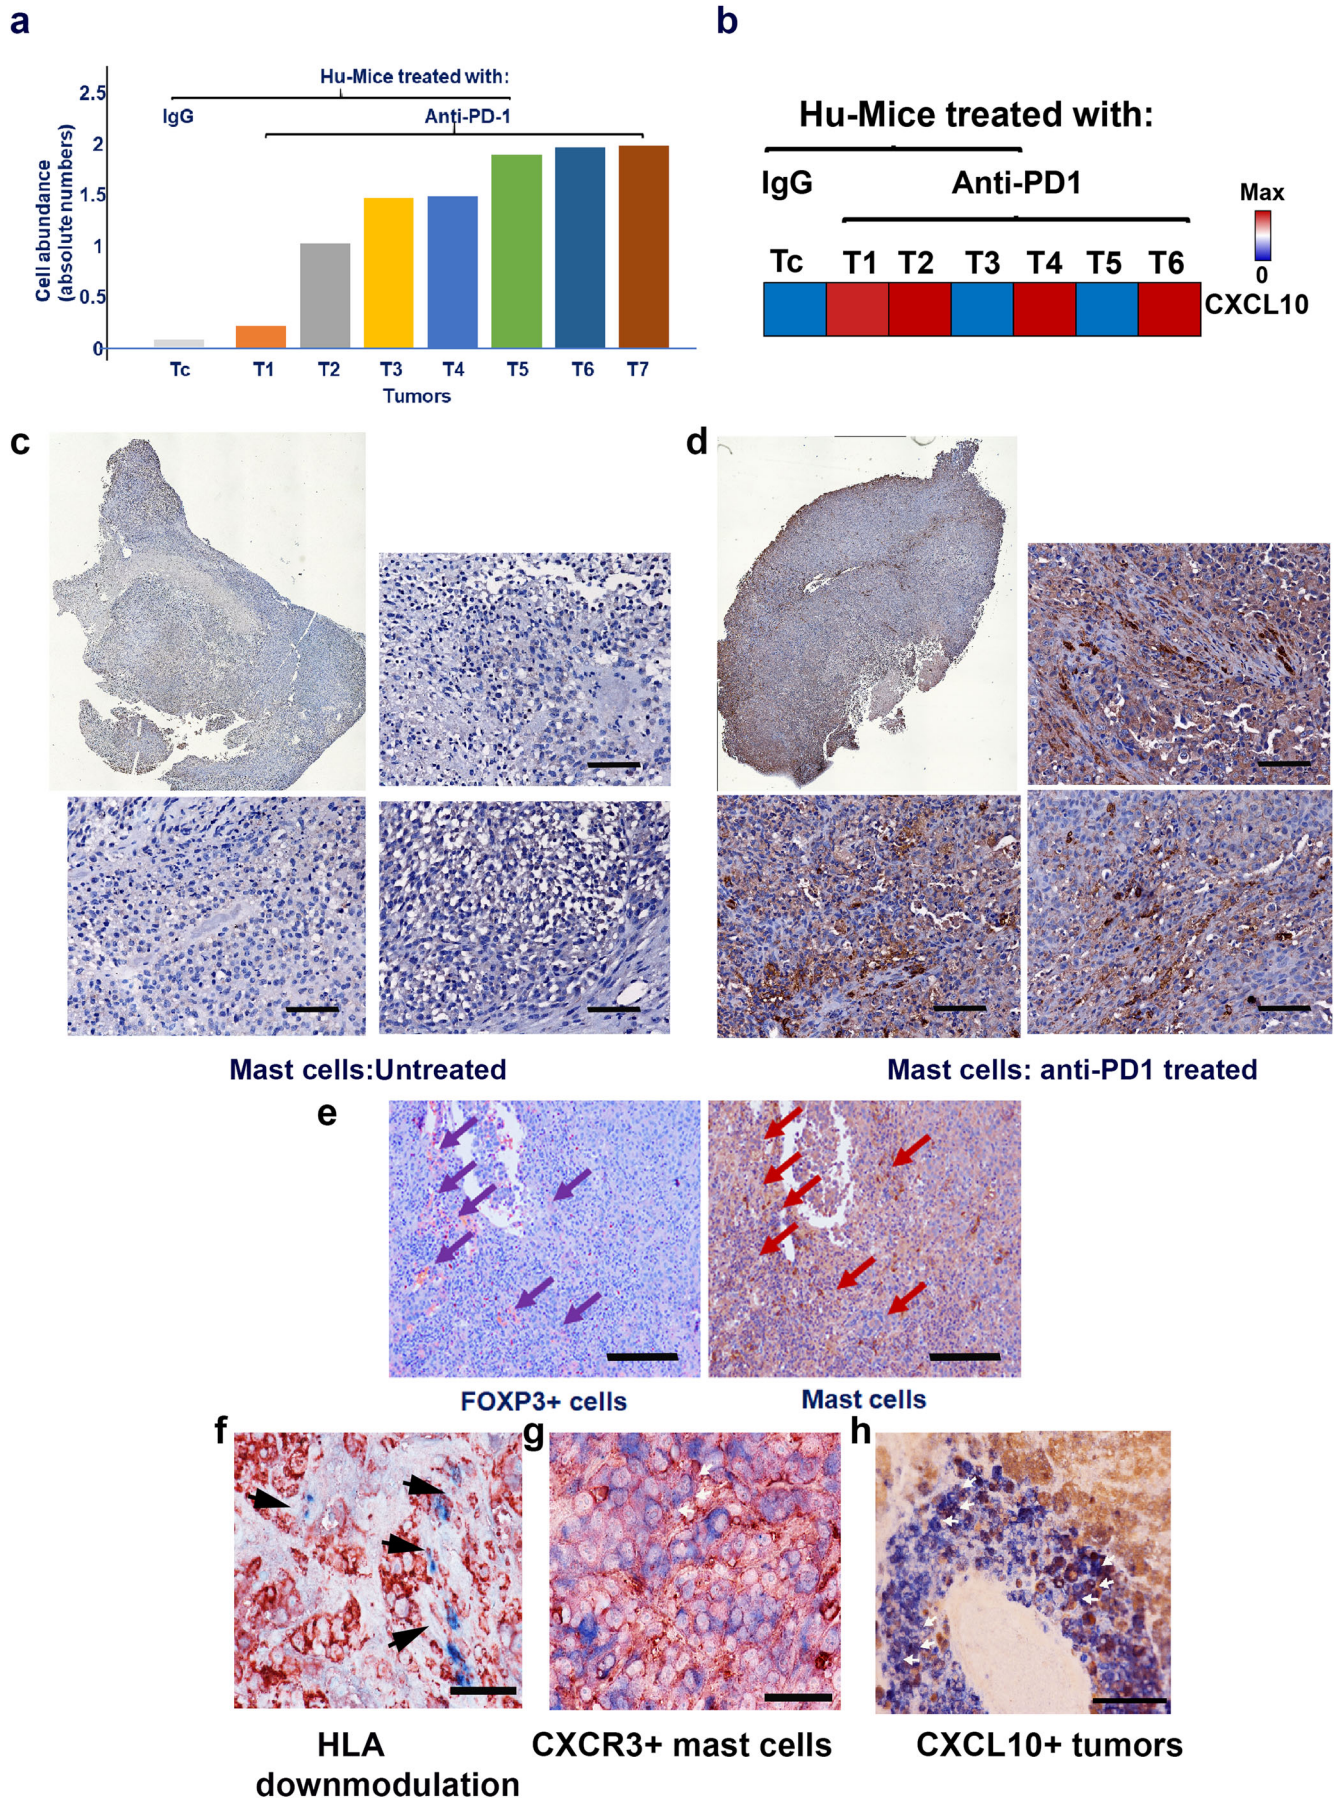 a
Hu-Mice treated with:
IgG
Anti-PD-1
2.5
2
1.5
1
0.5
0
Cell abundance
(absolute numbers)
Tc T1 T2 T3 T4 T5 T6 T7
Tumors
b
Hu-Mice treated with:
IgG Anti-PD1
Max
0
Tc T1 T2 T3 T4 T5 T6
CXCL10
c
d
Mast cells:Untreated
Mast cells: anti-PD1 treated
e
FOXP3+ cells
Mast cells
f
g
h
HLA
downmodulation
CXCR3+ mast cells
CXCL10+ tumors